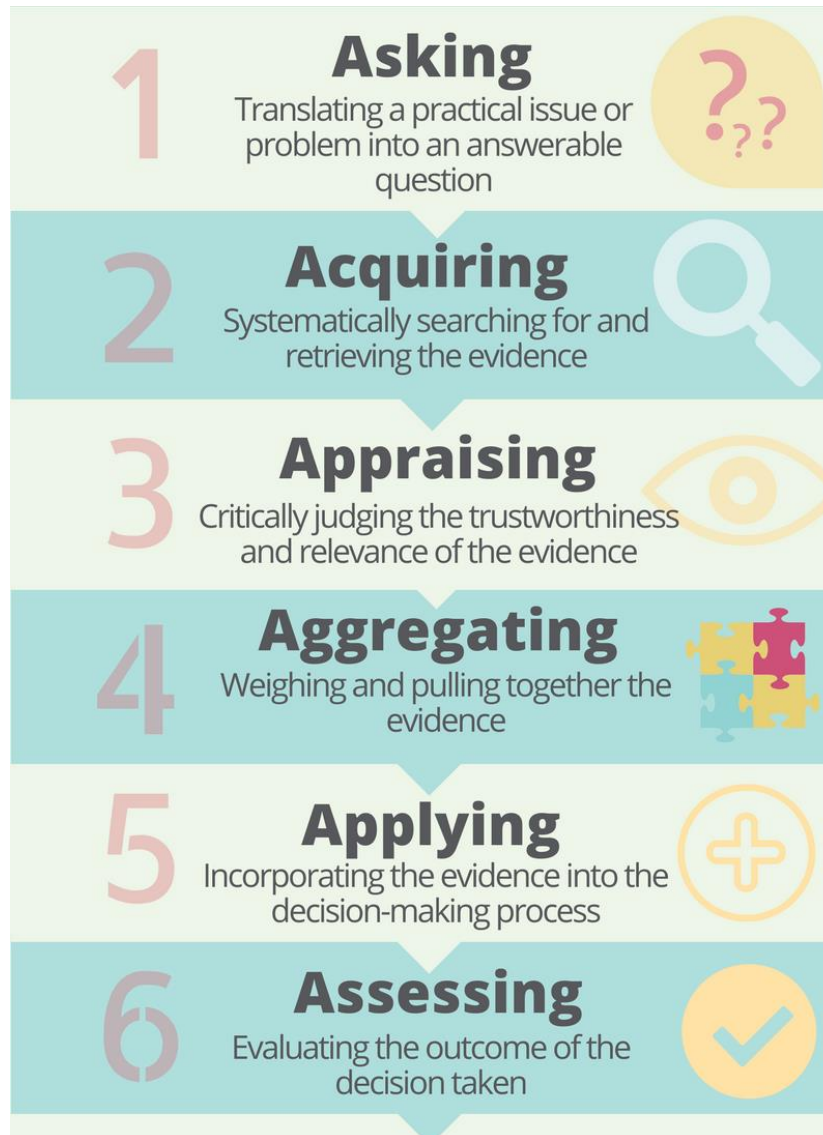 1
Asking
Translating a practical issue or
problem into an answerable
question
? ? ?
2
Acquiring
Systematically searching for and
retrieving the evidence
3
Appraising
Critically judging the trustworthiness
and relevance of the evidence
4
Aggregating
Weighing and pulling together the
evidence
5
Applying
Incorporating the evidence into the
decision-making process
6
Assessing
Evaluating the outcome of the
decision taken